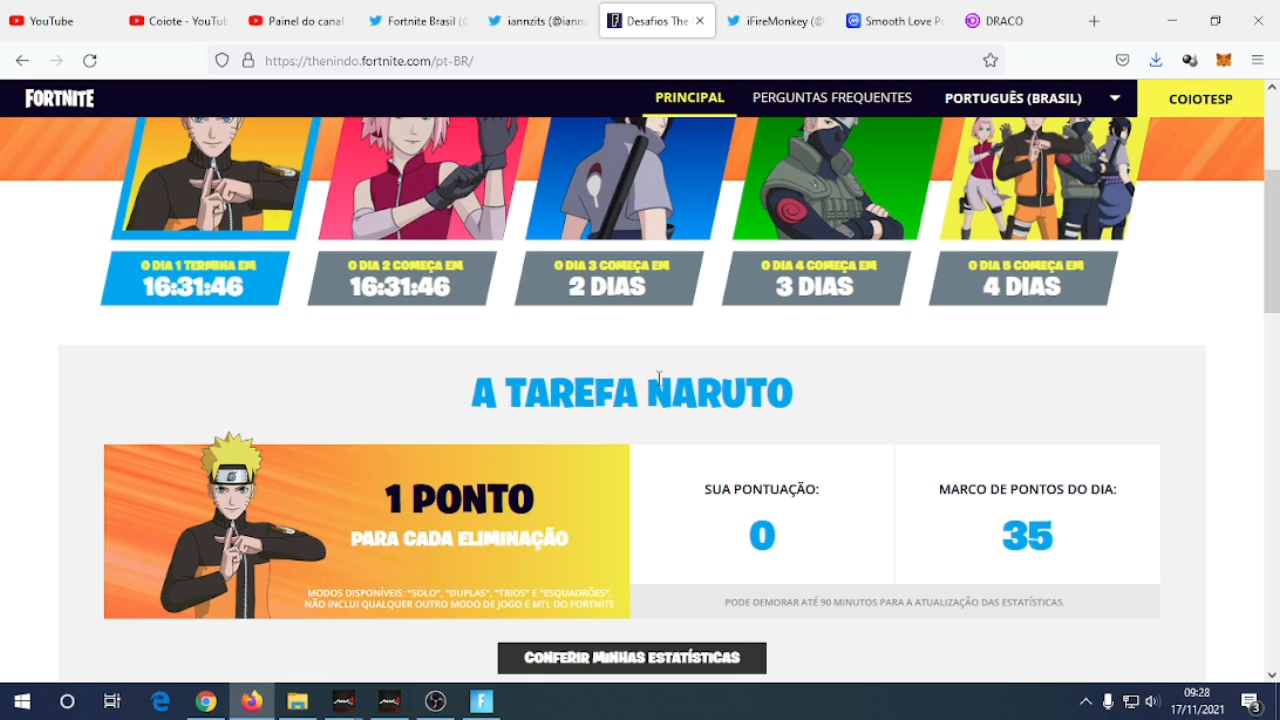 YouTube
Coiote - YouTub
Painel do canal
Fortnite Brasil (@
iannzits (@iannz
Desafios The
iFireMonkey (@
Smooth Love Po
DRACO
https://thenindo.fortnite.com/pt-BR/
FORTNITE
PRINCIPAL
PERGUNTAS FREQUENTES
PORTUGUÊS (BRASIL)
COIOTESP
O DIA 1 TERMINA EM
16:31:46
O DIA 2 COMEÇA EM
16:31:46
O DIA 3 COMEÇA EM
2 DIAS
O DIA 4 COMEÇA EM
3 DIAS
O DIA 5 COMEÇA EM
4 DIAS
A TAREFA NARUTO
1 PONTO
PARA CADA ELIMINAÇÃO
MODOS DISPONÍVEIS: "SOLO", "DUPLAS", "TRIOS" E "ESQUADRÕES".
NÃO INCLUI QUALQUER OUTRO MODO DE JOGO E MTL DO FORTNITE
SUA PONTUAÇÃO:
0
MARCO DE PONTOS DO DIA:
35
PODE DEMORAR ATÉ 90 MINUTOS PARA A ATUALIZAÇÃO DAS ESTATÍSTICAS.
CONFERIR MINHAS ESTATÍSTICAS
09:28
17/11/2021
3